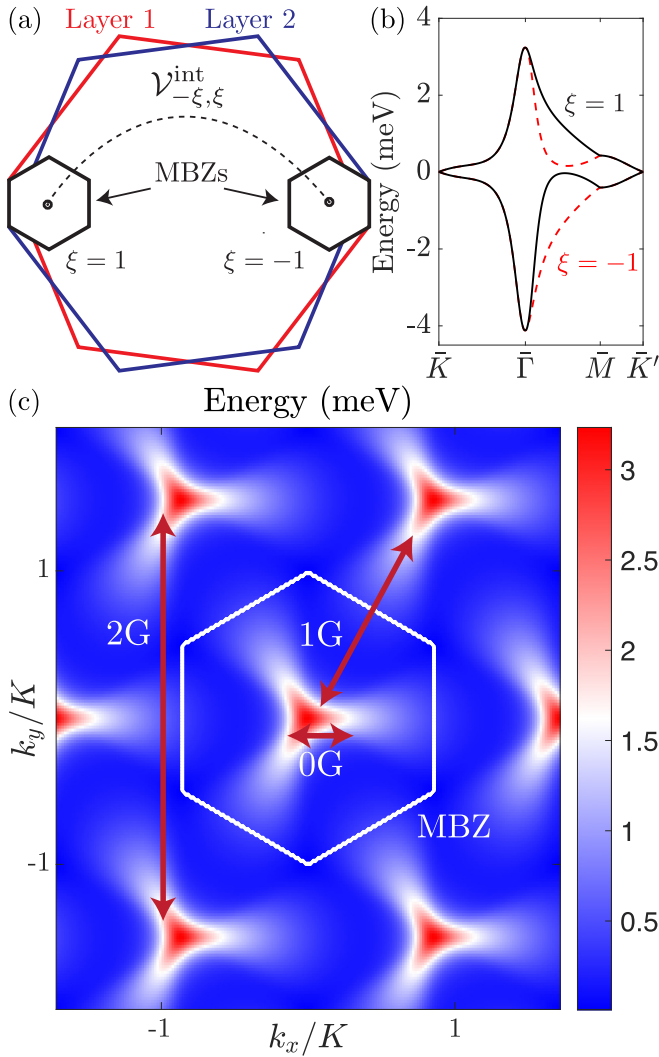 (a) Layer 1 Layer 2
𝒱^int_{−ξ,ξ}
MBZs
ξ = 1 ξ = −1
(b)
4
2
0
-2
-4
Energy (meV)
ξ = 1
ξ = −1
K̄ Γ̄ M̄ K̄′
(c) Energy (meV)
1
-1
k_y/K
2G
1G
0G
MBZ
-1 1
k_x/K
3
2.5
2
1.5
1
0.5